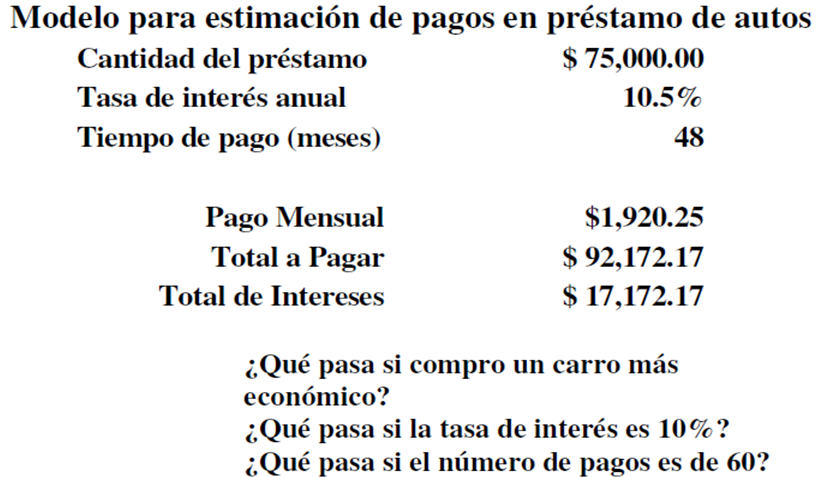 Modelo para estimación de pagos en préstamo de autos
Cantidad del préstamo $ 75,000.00
Tasa de interés anual 10.5%
Tiempo de pago (meses) 48
Pago Mensual $1,920.25
Total a Pagar $ 92,172.17
Total de Intereses $ 17,172.17
¿Qué pasa si compro un carro más
económico?
¿Qué pasa si la tasa de interés es 10%?
¿Qué pasa si el número de pagos es de 60?